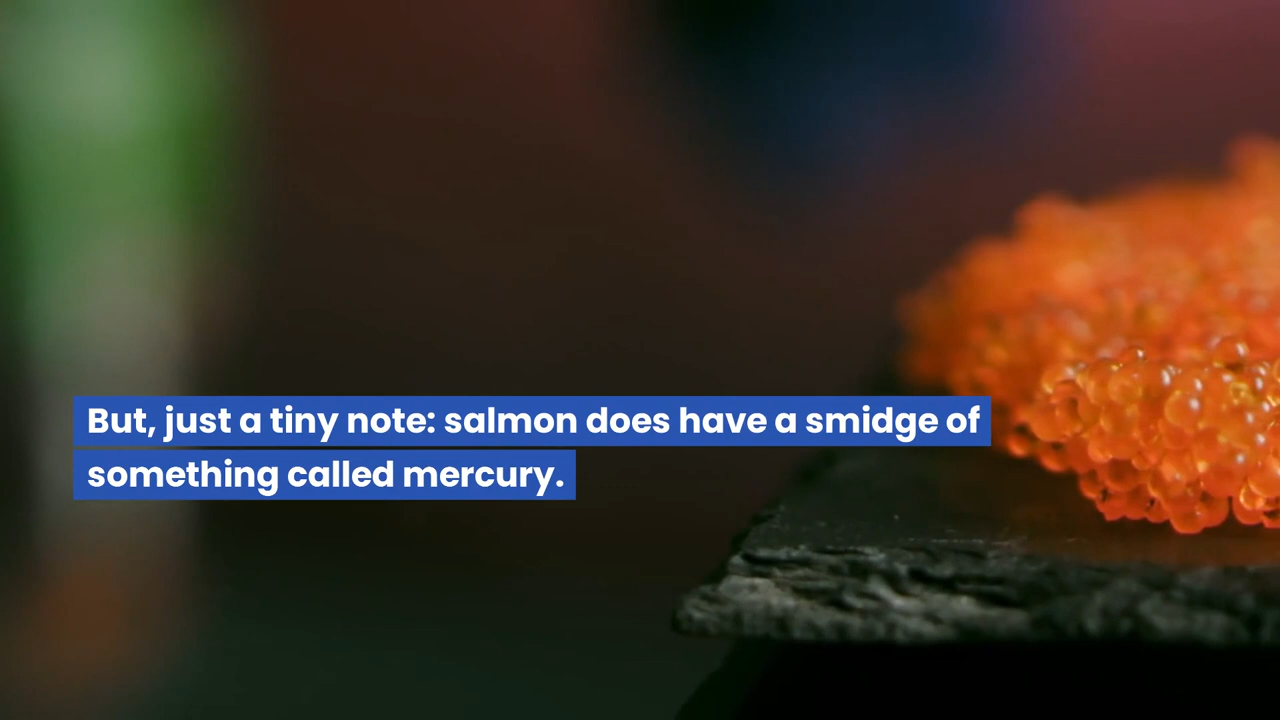 But, just a tiny note: salmon does have a smidge of
something called mercury.